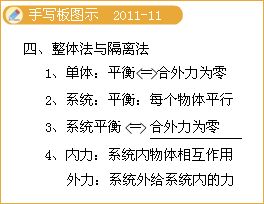 手写板图示 2011-11
四、整体法与隔离法
1、单体：平衡⇔合外力为零
2、系统：平衡：每个物体平行
3、系统平衡⇔合外力为零
4、内力：系统内物体相互作用
外力：系统外给系统内的力